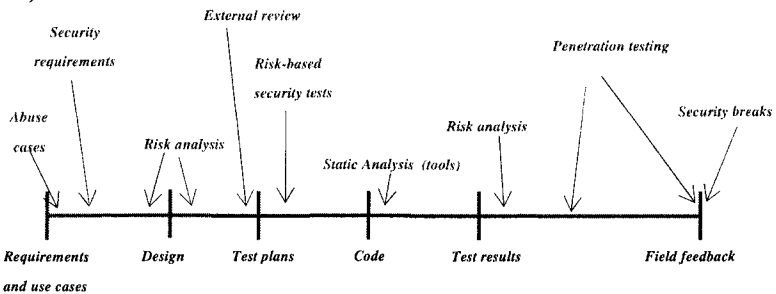 External review
Security
requirements
Penetration testing
Risk-based
security tests
Abuse
cases
Security breaks
Risk analysis
Risk analysis
Static Analysis (tools)
Requirements
and use cases
Design
Test plans
Code
Test results
Field feedback